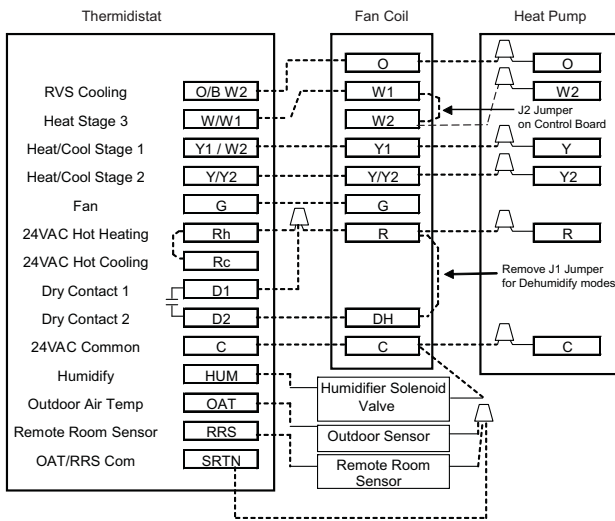 Thermidistat Fan Coil Heat Pump
O O
RVS Cooling O/B W2 W1 W2
J2 Jumper
on Control Board
Heat Stage 3 W/W1 W2
Heat/Cool Stage 1 Y1 / W2 Y1 Y
Heat/Cool Stage 2 Y/Y2 Y/Y2 Y2
Fan G G
24VAC Hot Heating Rh R R
24VAC Hot Cooling Rc
Remove J1 Jumper
for Dehumidify modes
Dry Contact 1 D1
Dry Contact 2 D2 DH
24VAC Common C C C
Humidify HUM
Humidifier Solenoid
Valve
Outdoor Air Temp OAT
Outdoor Sensor
Remote Room Sensor RRS
Remote Room
Sensor
OAT/RRS Com SRTN